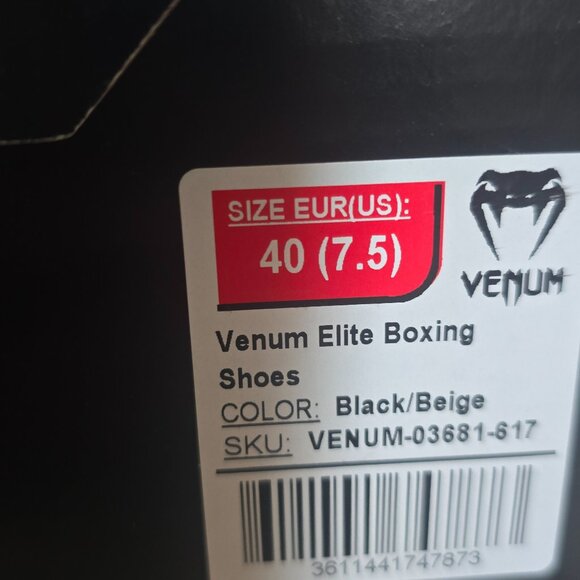 SIZE EUR(US):
40 (7.5)
VENUM
Venum Elite Boxing
Shoes
COLOR: Black/Beige
SKU: VENUM-03681-617
3611441747873